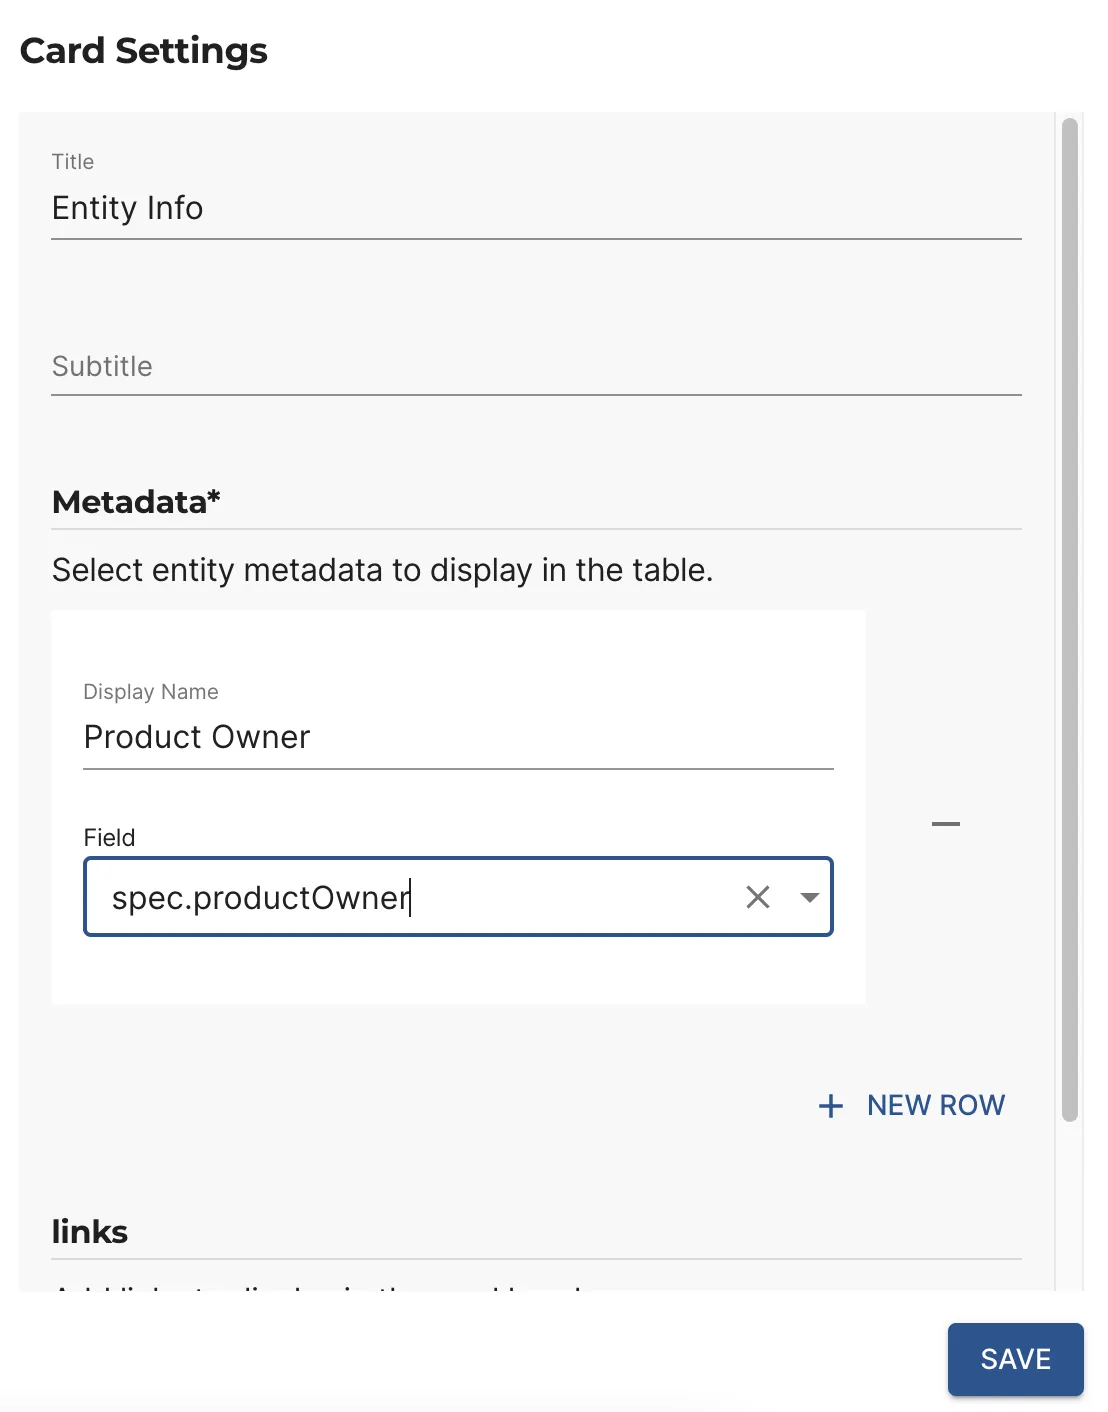 Card Settings
Title
Entity Info
Subtitle
Metadata*
Select entity metadata to display in the table.
Display Name
Product Owner
Field
spec.productOwner
NEW ROW
links
SAVE